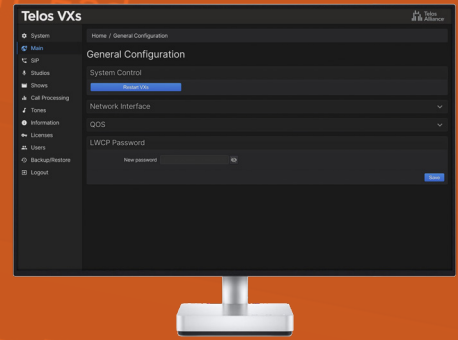 Telos VXs
Telos
Alliance
System
Main
SIP
Studios
Shows
Call Processing
Tones
Information
Licenses
Users
Backup/Restore
Logout
Home / General Configuration
General Configuration
System Control
Restart VXs
Network Interface
QOS
LWCP Password
New password
Save